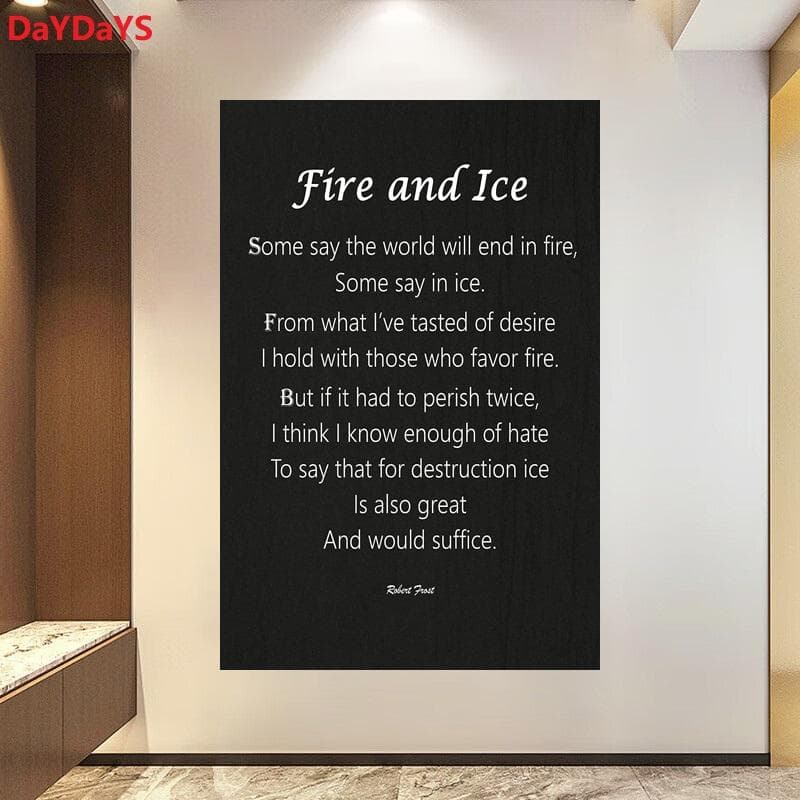 DaYDaYS
Fire and Ice
Some say the world will end in fire,
Some say in ice.
From what I’ve tasted of desire
I hold with those who favor fire.
But if it had to perish twice,
I think I know enough of hate
To say that for destruction ice
Is also great
And would suffice.
Robert Frost